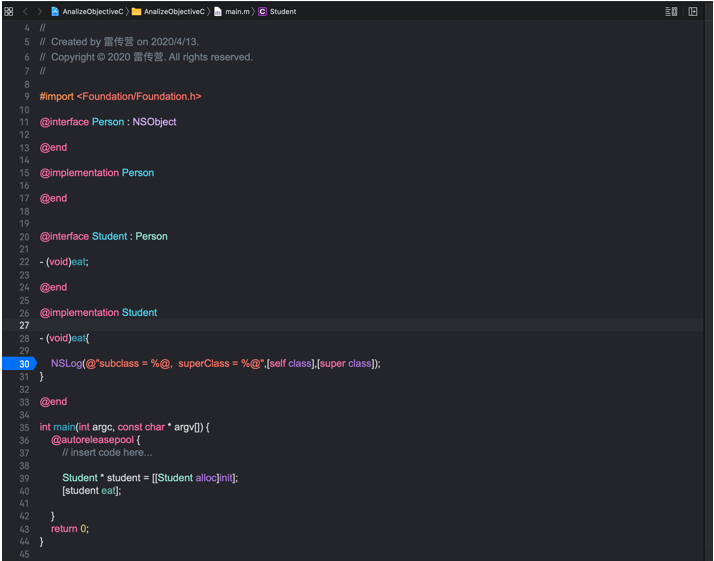 AnalizeObjectiveC 〉 AnalizeObjectiveC 〉 main.m 〉 C Student
4 //
5 //  Created by 雷传营 on 2020/4/13.
6 //  Copyright © 2020 雷传营. All rights reserved.
7 //
8
9 #import <Foundation/Foundation.h>
10
11 @interface Person : NSObject
12
13 @end
14
15 @implementation Person
16
17 @end
18
19
20 @interface Student : Person
21
22 - (void)eat;
23
24 @end
25
26 @implementation Student
27
28 - (void)eat{
29
30     NSLog(@"subclass = %@,  superClass = %@",[self class],[super class]);
31 }
32
33 @end
34
35 int main(int argc, const char * argv[]) {
36     @autoreleasepool {
37         // insert code here...
38
39         Student * student = [[Student alloc]init];
40         [student eat];
41
42     }
43     return 0;
44 }
45